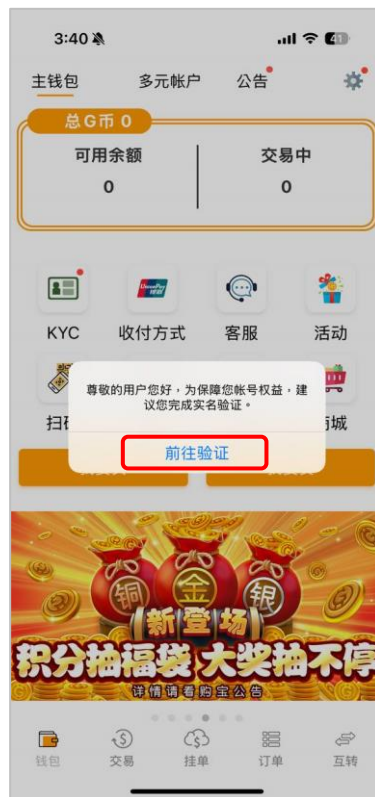 3:40
41
主钱包 多元帐户 公告
总G币 0
可用余额 交易中
0 0
UnionPay
银联
KYC 收付方式 客服 活动
尊敬的用户您好，为保障您帐号权益，建
议您完成实名验证。
扫 商城
前往验证
铜 金 银
新登场
积分抽福袋 大奖抽不停
详情请看购宝公告
钱包 交易 挂单 订单 互转